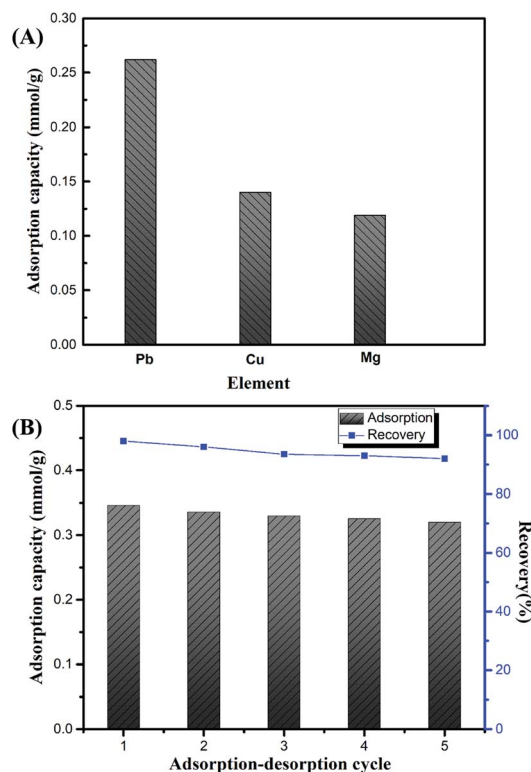 (A)
Adsorption capacity (mmol/g)
0.30
0.25
0.20
0.15
0.10
0.05
0.00
Pb Cu Mg
Element
(B)
Adsorption capacity (mmol/g)
0.5
0.4
0.3
0.2
0.1
0.0
Adsorption
Recovery
100
80
60
40
20
0
Recovery(%)
1 2 3 4 5
Adsorption-desorption cycle